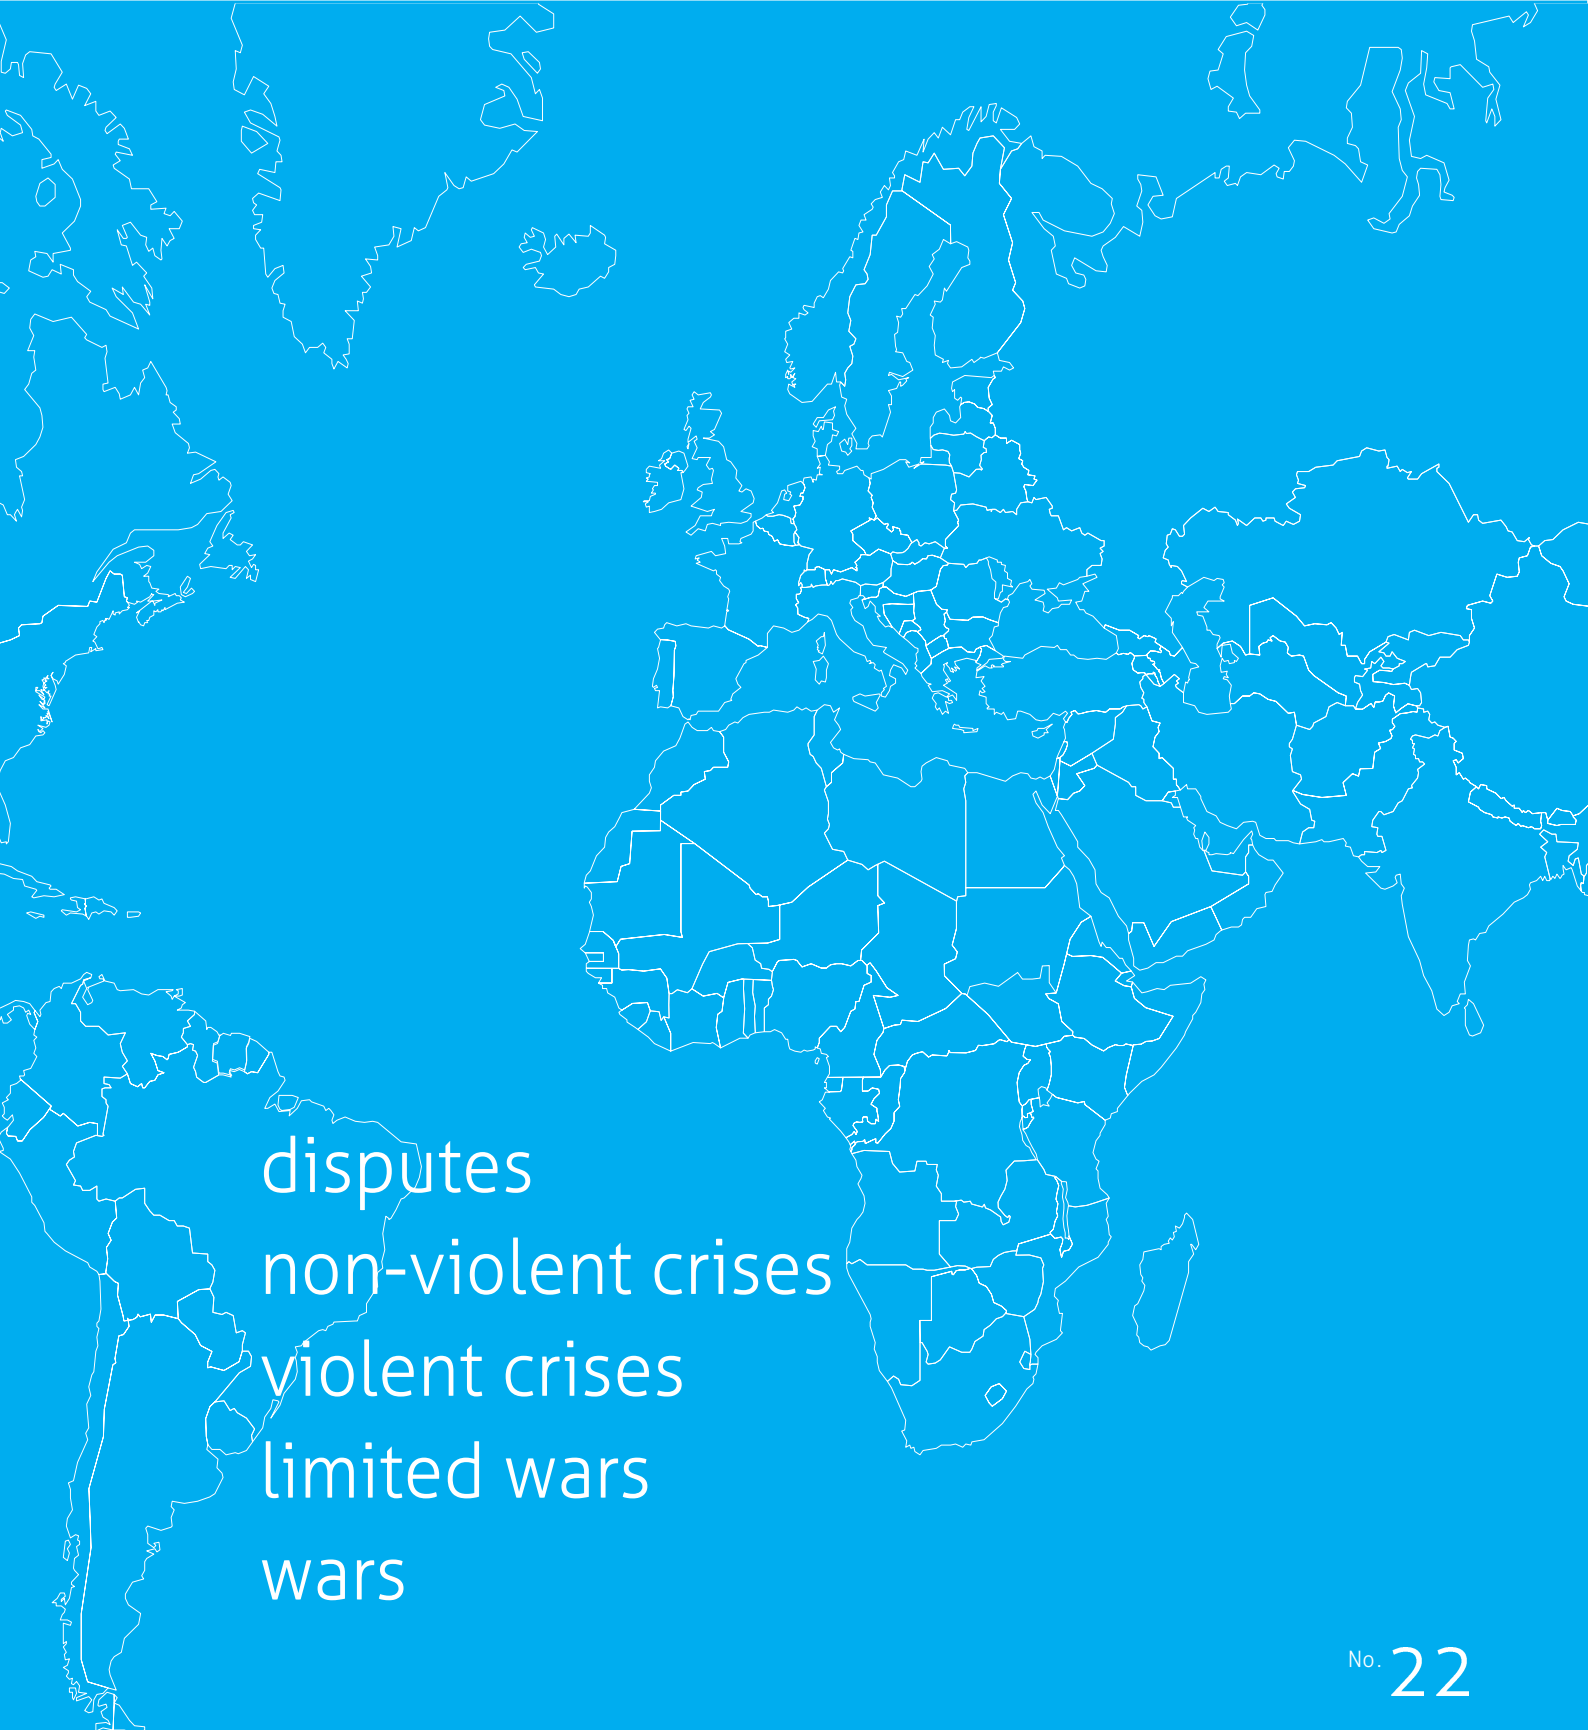 disputes
non-violent crises
violent crises
limited wars
wars
No. 22